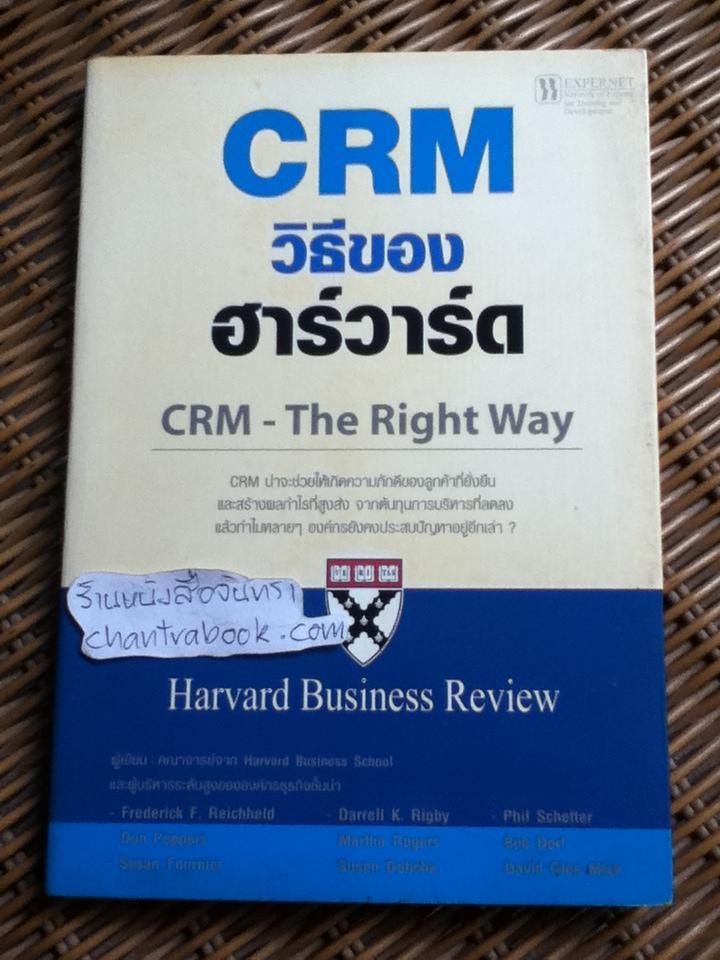 EXPERNET
Network of Experts
for Training and
Development
CRM
วิธีของ
ฮาร์วาร์ด
CRM - The Right Way
CRM น่าจะช่วยให้เกิดความภักดีของลูกค้าที่ยั่งยืน
และสร้างผลกำไรที่สูงส่ง จากต้นทุนการบริหารที่ลดลง
แล้วทำไมหลายๆ องค์กรยังคงประสบปัญหาอยู่อีกเล่า ?
ร้านหนังสือจันทรา
chantrabook.com
VE RI TAS
Harvard Business Review
ผู้เขียน : คณาจารย์จาก Harvard Business School
และผู้บริหารระดับสูงขององค์กรธุรกิจชั้นนำ
- Frederick F. Reichheld - Darrell K. Rigby - Phil Schefter
Don Peppers Martha Rogers Bob Dorf
Susan Fournier Susan David Glen Mick